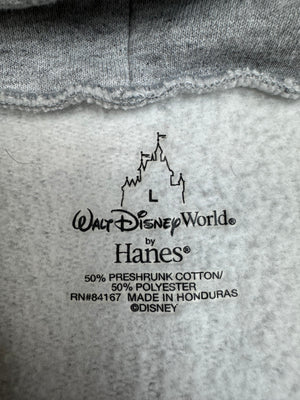 L
Walt Disney World®
by
Hanes®
50% PRESHRUNK COTTON/
50% POLYESTER
RN#84167 MADE IN HONDURAS
©DISNEY